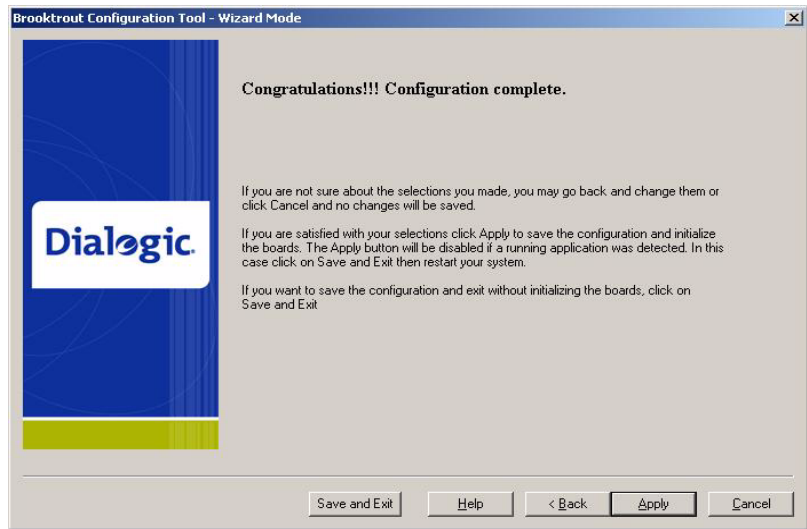 Brooktrout Configuration Tool - Wizard Mode
Congratulations!!! Configuration complete.
If you are not sure about the selections you made, you may go back and change them or
click Cancel and no changes will be saved.
Dialogic.
If you are satisfied with your selections click Apply to save the configuration and initialize
the boards. The Apply button will be disabled if a running application was detected. In this
case click on Save and Exit then restart your system.
If you want to save the configuration and exit without initializing the boards, click on
Save and Exit
Save and Exit
Help
< Back
Apply
Cancel